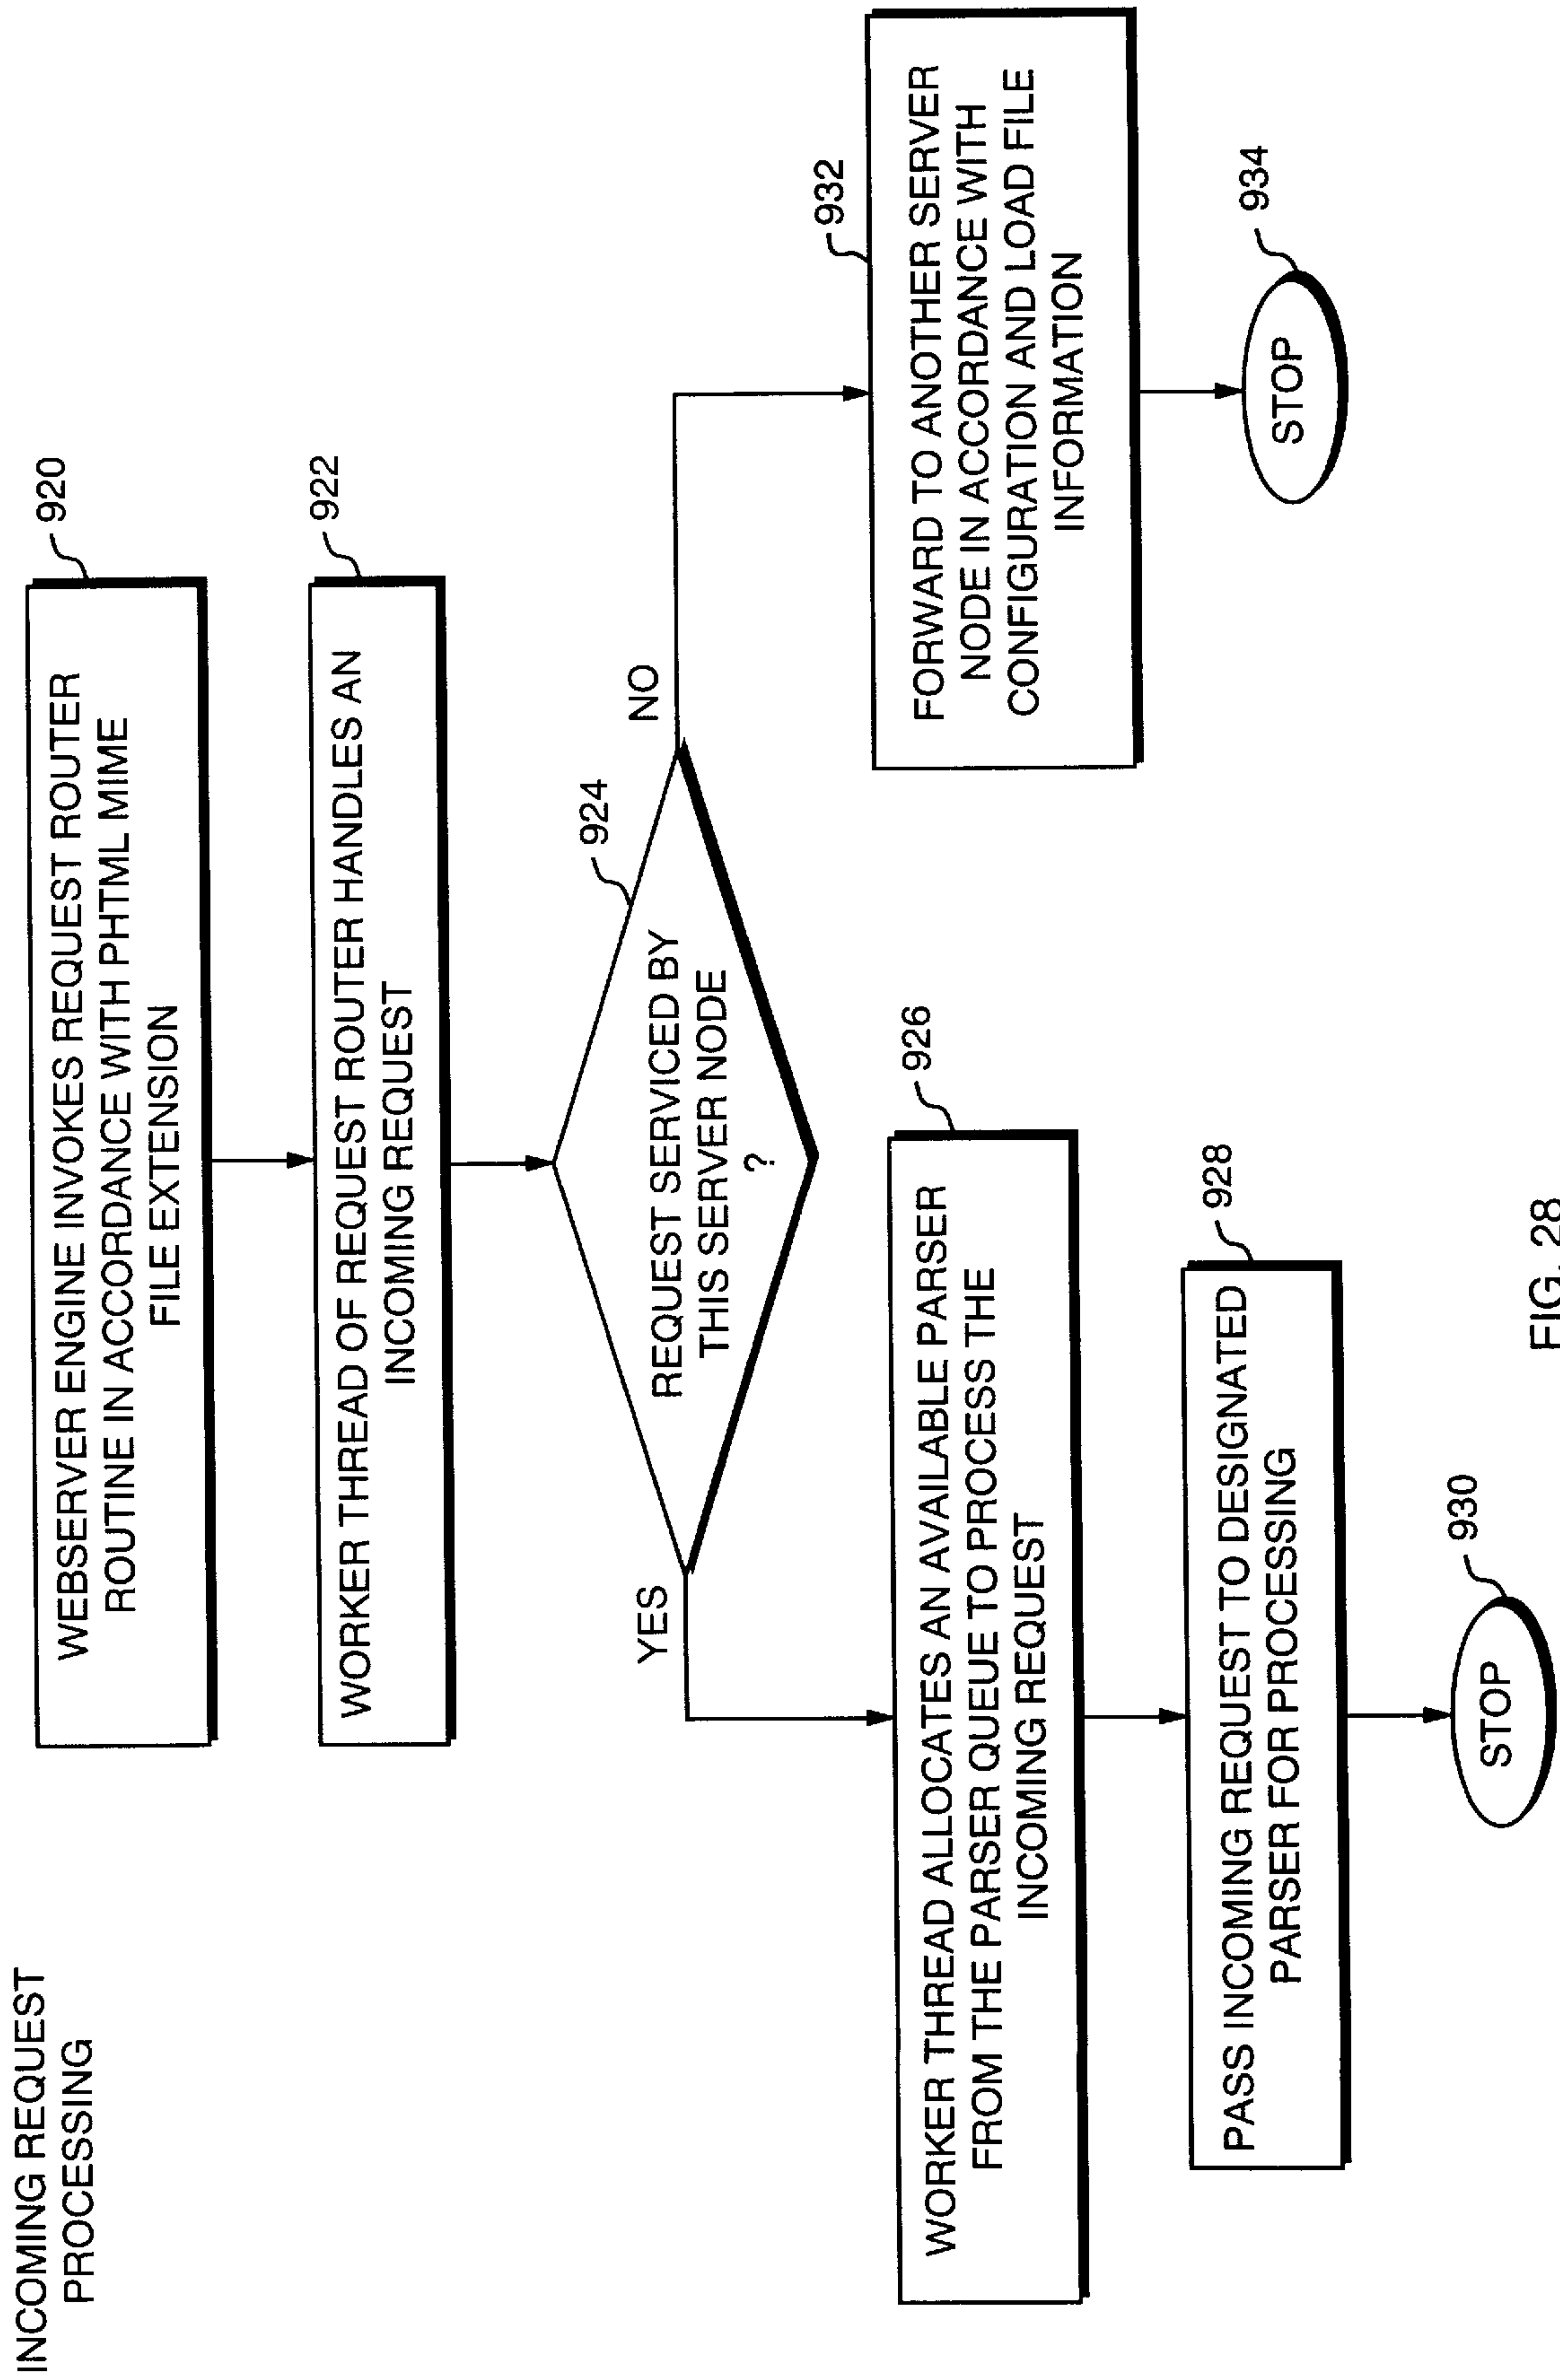 INCOMING REQUEST
PROCESSING
920
WEBSERVER ENGINE INVOKES REQUEST ROUTER
ROUTINE IN ACCORDANCE WITH PHTML MIME
FILE EXTENSION
922
WORKER THREAD OF REQUEST ROUTER HANDLES AN
INCOMING REQUEST
924
REQUEST SERVICED BY
THIS SERVER NODE
?
YES
NO
926
WORKER THREAD ALLOCATES AN AVAILABLE PARSER
FROM THE PARSER QUEUE TO PROCESS THE
INCOMING REQUEST
928
PASS INCOMING REQUEST TO DESIGNATED
PARSER FOR PROCESSING
930
STOP
932
FORWARD TO ANOTHER SERVER
NODE IN ACCORDANCE WITH
CONFIGURATION AND LOAD FILE
INFORMATION
934
STOP
FIG. 28